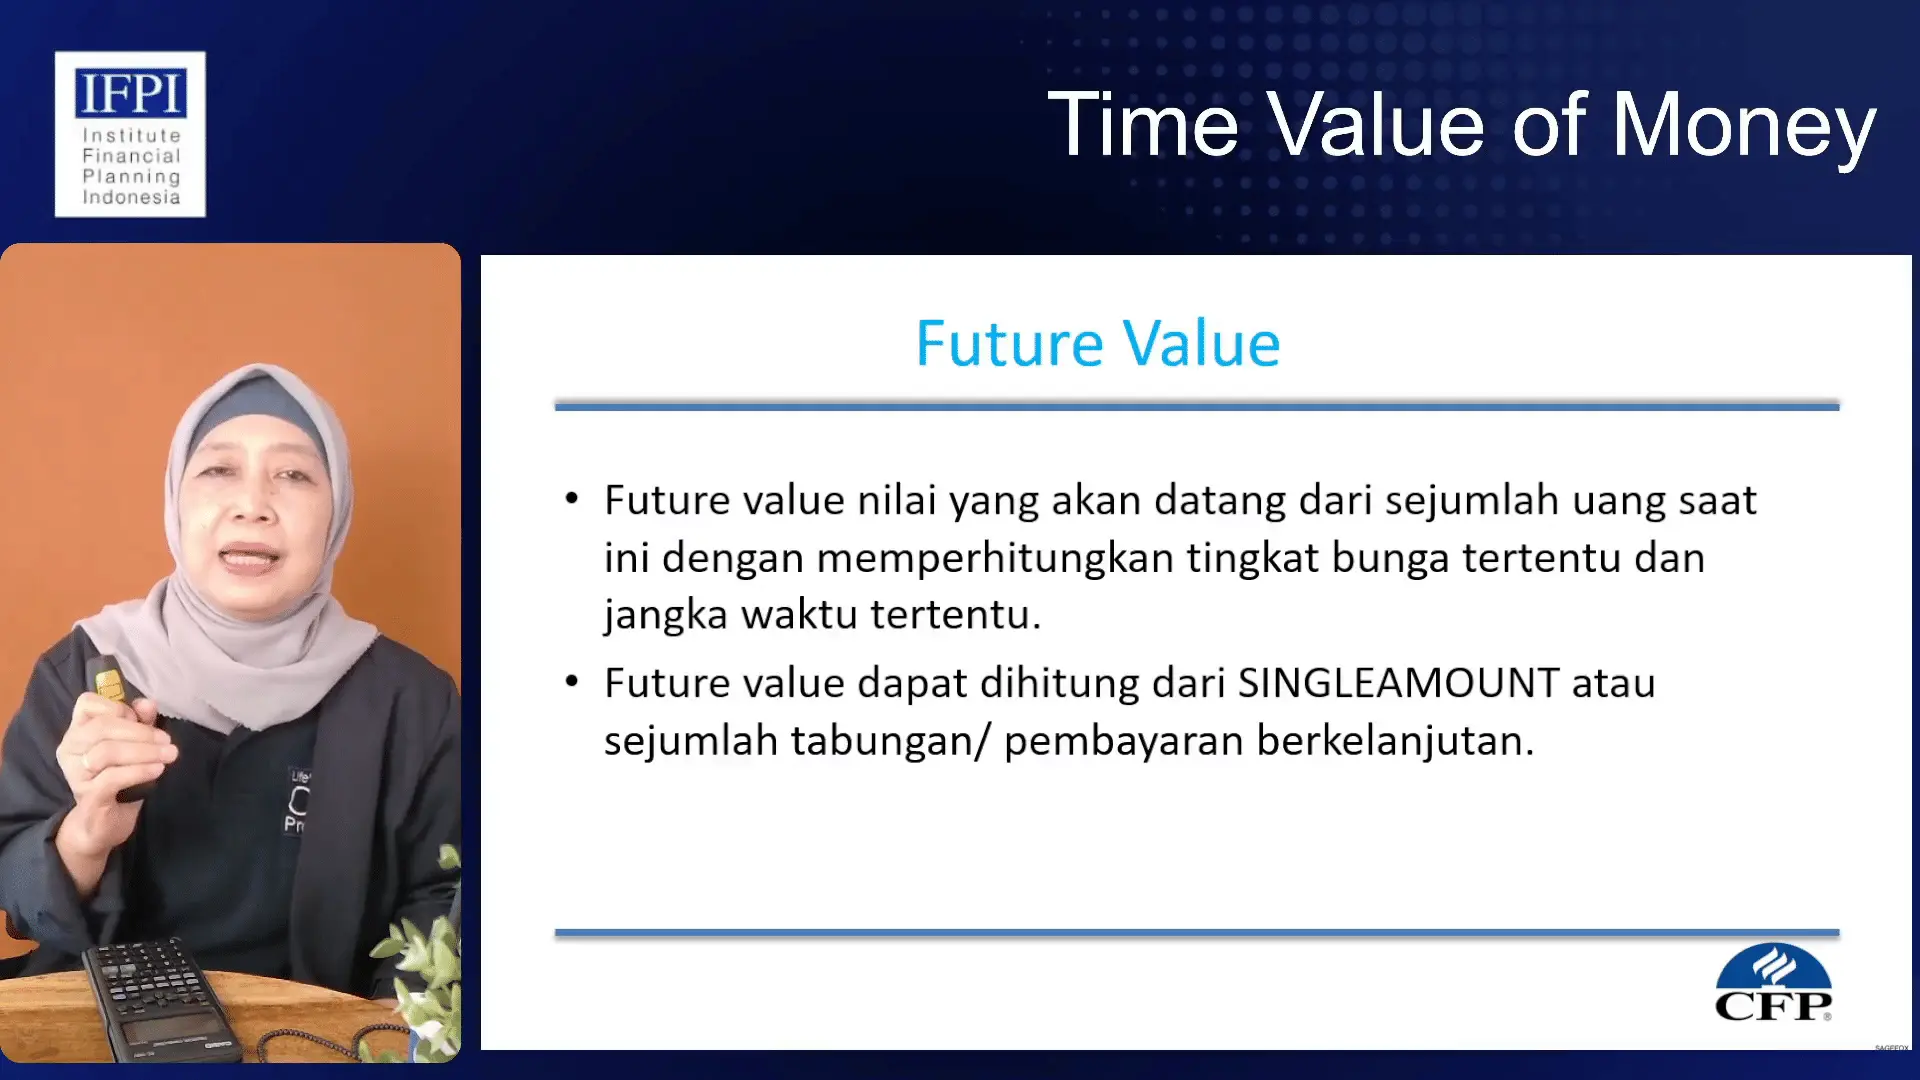 IFPI
Institute
Financial
Planning
Indonesia
Time Value of Money
Future Value
• Future value nilai yang akan datang dari sejumlah uang saat
ini dengan memperhitungkan tingkat bunga tertentu dan
jangka waktu tertentu.
• Future value dapat dihitung dari SINGLEAMOUNT atau
sejumlah tabungan/ pembayaran berkelanjutan.
CFP®
SAGEFOX